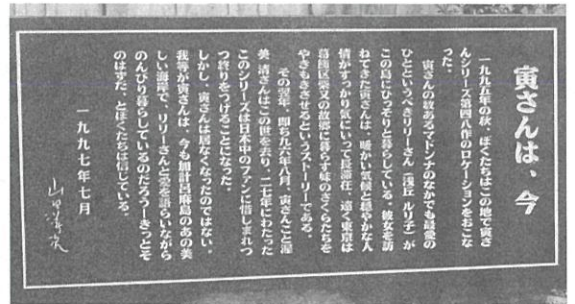 寅さんは、今
一九九五年の秋、ぼくたちはこの地で寅さ
んシリーズ第四八作のロケーションをおこな
った。
寅さんの数あるマドンナのなかでも最愛の
ひとというべきリリーさん(浅丘ルリ子)が
この島にひっそりと暮らしている。彼女を訪
ねてきた寅さんは、暖かい気候と穏やかな人
情がすっかり気にいって長滞在、遠く東京は
葛飾区柴又の故郷に暮らす妹のさくらたちを
やきもきさせるというストーリーである。
その翌年、即ち九六年八月、寅さんこと渥
美清さんはこの世を去り、二七年にわたった
このシリーズは日本中のファンに惜しまれつ
つ終りをつげることになった。
しかし、寅さんは居なくなったのではない。
我等が寅さんは、今も加計呂麻島のあの美
しい海岸で、リリーさんと愛を語らいながら
のんびり暮らしているのだろう―きっとそ
のはずだ、とぼくたちは信じている。
一九九七年七月
山田洋次